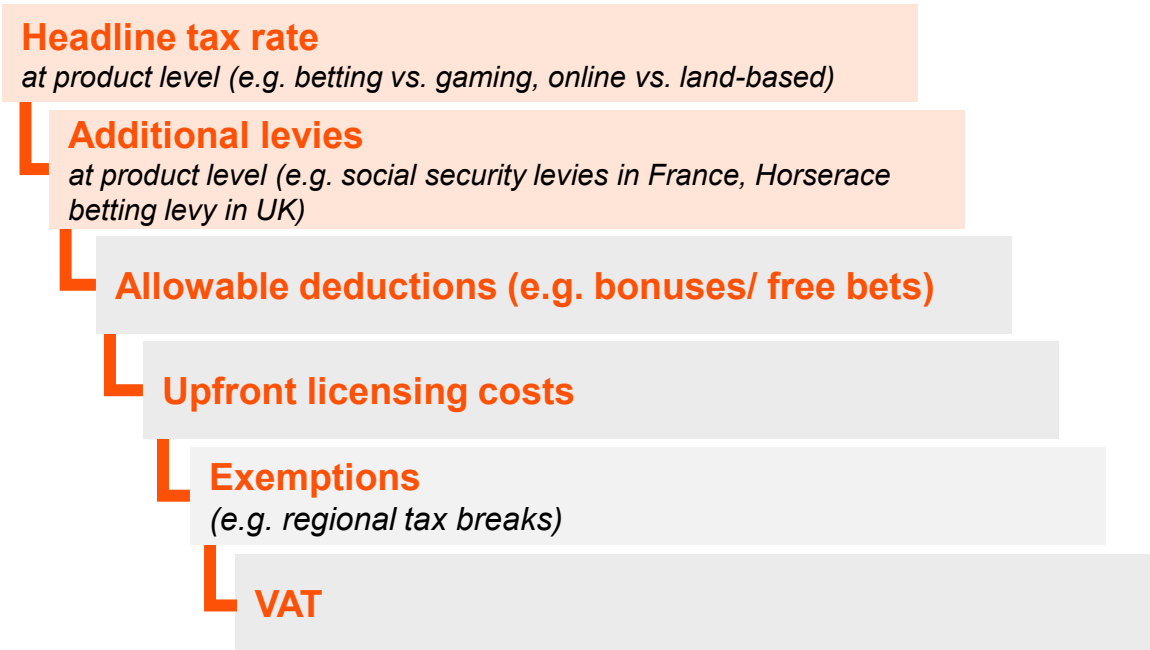 Headline tax rate
at product level (e.g. betting vs. gaming, online vs. land-based)
Additional levies
at product level (e.g. social security levies in France, Horserace
betting levy in UK)
Allowable deductions (e.g. bonuses/ free bets)
Upfront licensing costs
Exemptions
(e.g. regional tax breaks)
VAT